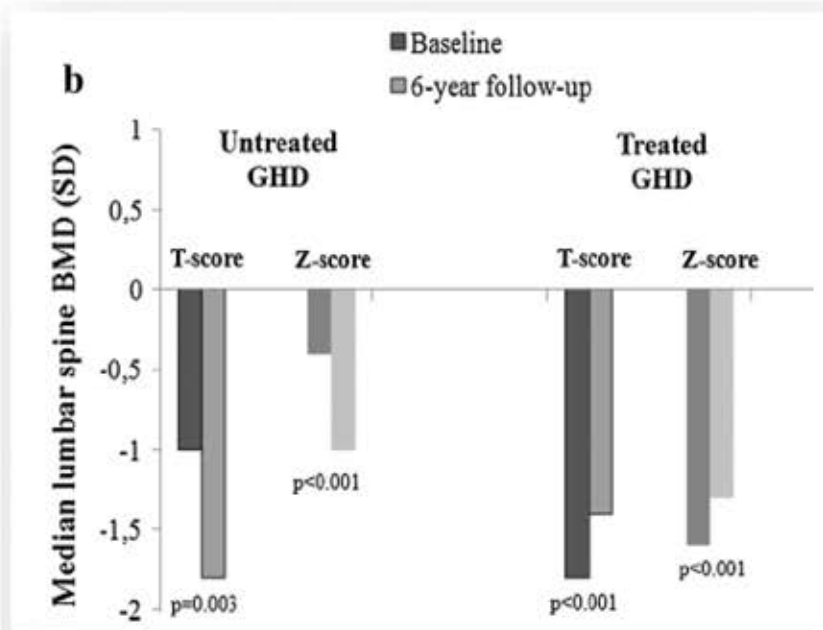 Baseline
6-year follow-up
b
Median lumbar spine BMD (SD)
1
0,5
0
-0,5
-1
-1,5
-2
Untreated
GHD
T-score
Z-score
p=0.003
p<0.001
Treated
GHD
T-score
Z-score
p<0.001
p<0.001